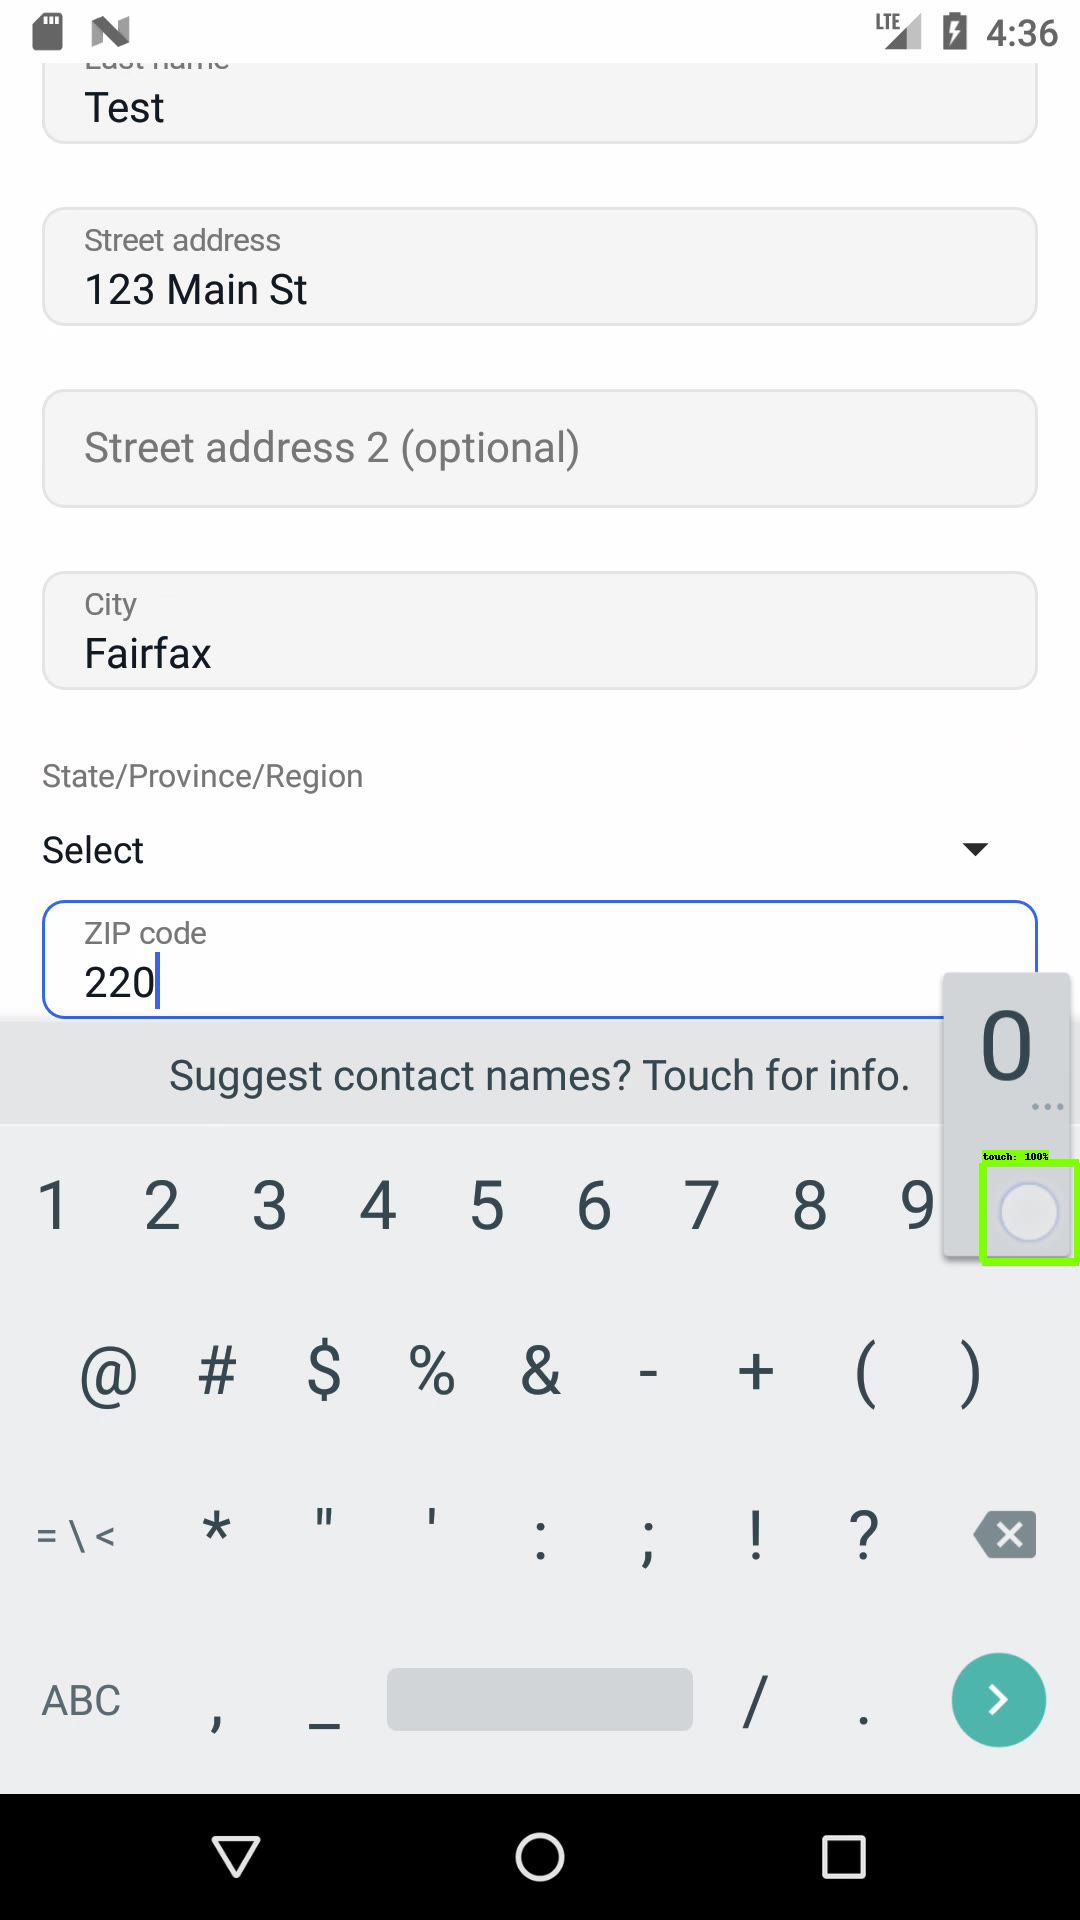 LTE 4:36
Last name
Test
Street address
123 Main St
Street address 2 (optional)
City
Fairfax
State/Province/Region
Select
ZIP code
220
0
Suggest contact names? Touch for info.
...
touch: 100%
1 2 3 4 5 6 7 8 9
@ # $ % & - + ( )
= \ < * " ' : ; ! ?
ABC , _ / .